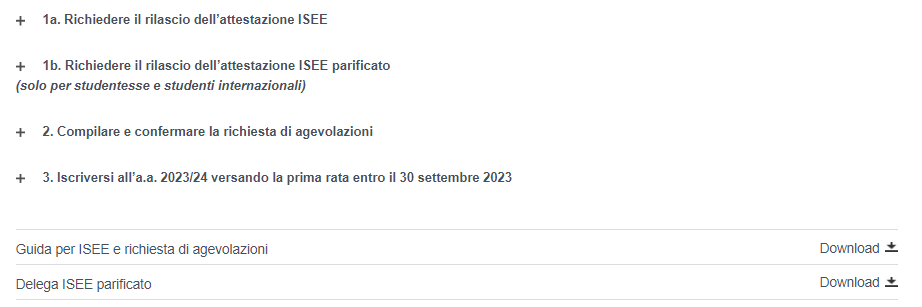 + 1a. Richiedere il rilascio dell’attestazione ISEE
+ 1b. Richiedere il rilascio dell’attestazione ISEE parificato
(solo per studentesse e studenti internazionali)
+ 2. Compilare e confermare la richiesta di agevolazioni
+ 3. Iscriversi all’a.a. 2023/24 versando la prima rata entro il 30 settembre 2023
Guida per ISEE e richiesta di agevolazioni Download
Delega ISEE parificato Download